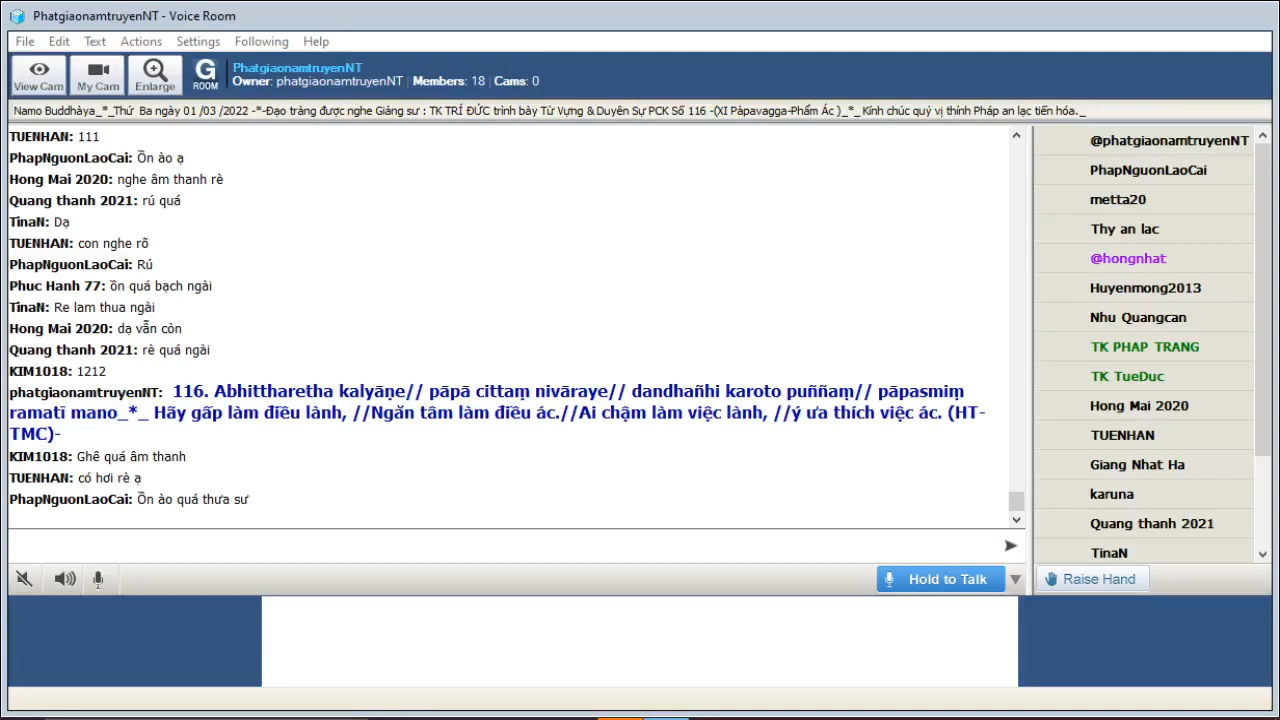 PhatgiaonamtruyenNT - Voice Room
File Edit Text Actions Settings Following Help
View Cam My Cam Enlarge G ROOM PhatgiaonamtruyenNT
Owner: phatgiaonamtruyenNT | Members: 18 | Cams: 0
Namo Buddhàya_*_Thứ Ba ngày 01 /03 /2022 -*-Đạo tràng được nghe Giảng sư : TK TRÍ ĐỨC trình bày Từ Vựng & Duyên Sự PCK Số 116 -(XI Pàpavagga-Phẩm Ác )_*_ Kính chúc quý vị thính Pháp an lạc tiến hóa._
TUENHAN: 111
PhapNguonLaoCai: Ồn ào ạ
Hong Mai 2020: nghe âm thanh rè
Quang thanh 2021: rú quá
TinaN: Dạ
TUENHAN: con nghe rõ
PhapNguonLaoCai: Rú
Phuc Hanh 77: ồn quá bạch ngài
TinaN: Re lam thua ngài
Hong Mai 2020: dạ vẫn còn
Quang thanh 2021: rè quá ngài
KIM1018: 1212
phatgiaonamtruyenNT: 116. Abhittharetha kalyāṇe// pāpā cittaṃ nivāraye// dandhañhi karoto puññaṃ// pāpasmiṃ
ramatī mano_*_ Hãy gấp làm điều lành, //Ngăn tâm làm điều ác.//Ai chậm làm việc lành, //ý ưa thích việc ác. (HT-
TMC)-
KIM1018: Ghê quá âm thanh
TUENHAN: có hơi rè ạ
PhapNguonLaoCai: Ồn ào quá thưa sư
@phatgiaonamtruyenNT
PhapNguonLaoCai
metta20
Thy an lac
@hongnhat
Huyenmong2013
Nhu Quangcan
TK PHAP TRANG
TK TueDuc
Hong Mai 2020
TUENHAN
Giang Nhat Ha
karuna
Quang thanh 2021
TinaN
Hold to Talk
Raise Hand